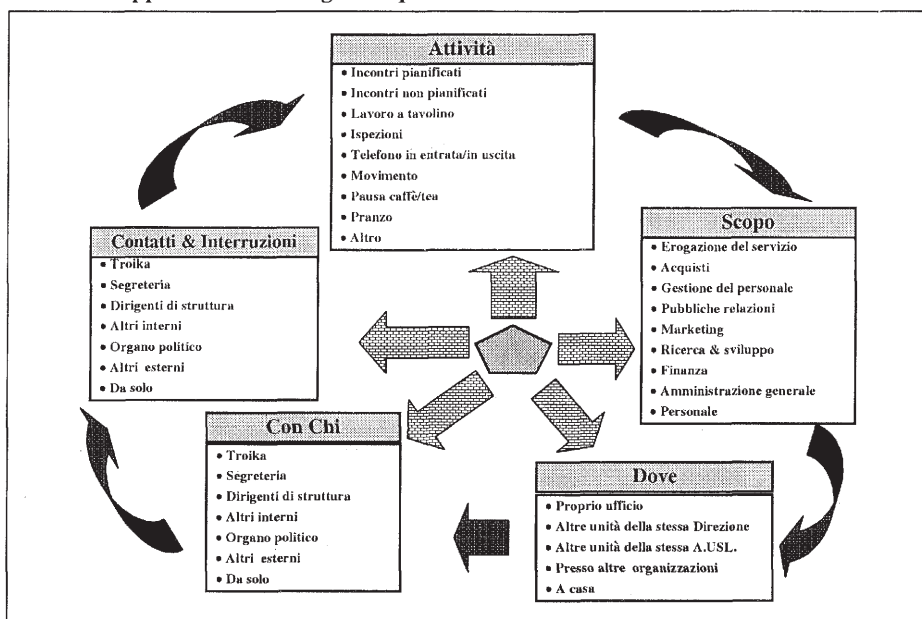 Attività
• Incontri pianificati
• Incontri non pianificati
• Lavoro a tavolino
• Ispezioni
• Telefono in entrata/in uscita
• Movimento
• Pausa caffè/tea
• Pranzo
• Altro
Scopo
• Erogazione del servizio
• Acquisti
• Gestione del personale
• Pubbliche relazioni
• Marketing
• Ricerca & sviluppo
• Finanza
• Amministrazione generale
• Personale
Dove
• Proprio ufficio
• Altre unità della stessa Direzione
• Altre unità della stessa A.USL.
• Presso altre organizzazioni
• A casa
Con Chi
• Troika
• Segreteria
• Dirigenti di struttura
• Altri interni
• Organo politico
• Altri esterni
• Da solo
Contatti & Interruzioni
• Troika
• Segreteria
• Dirigenti di struttura
• Altri interni
• Organo politico
• Altri esterni
• Da solo